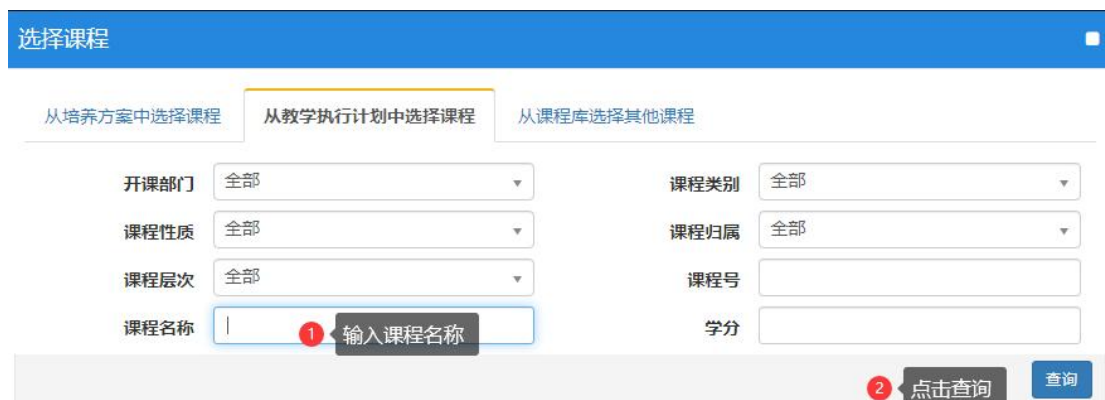 选择课程
从培养方案中选择课程 从教学执行计划中选择课程 从课程库选择其他课程
开课部门 全部 课程类别 全部
课程性质 全部 课程归属 全部
课程层次 全部 课程号
课程名称 1 输入课程名称 学分
2 点击查询 查询